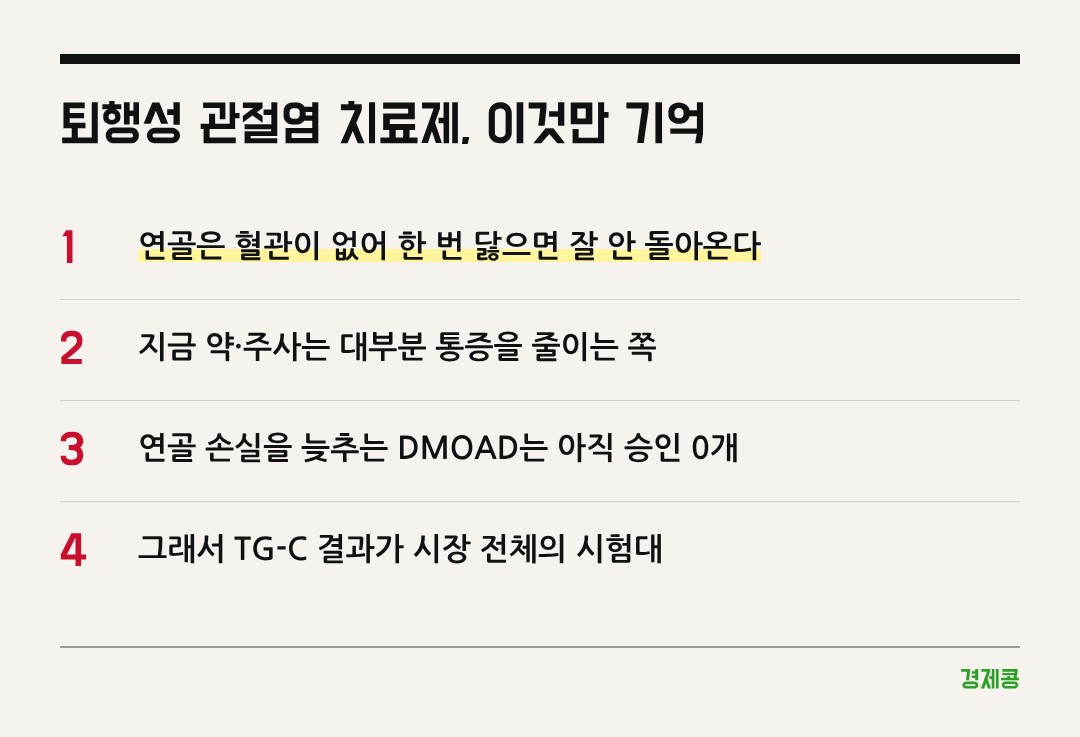 퇴행성 관절염 치료제, 이것만 기억
1 연골은 혈관이 없어 한 번 닳으면 잘 안 돌아온다
2 지금 약·주사는 대부분 통증을 줄이는 쪽
3 연골 손실을 늦추는 DMOAD는 아직 승인 0개
4 그래서 TG-C 결과가 시장 전체의 시험대
경제콩